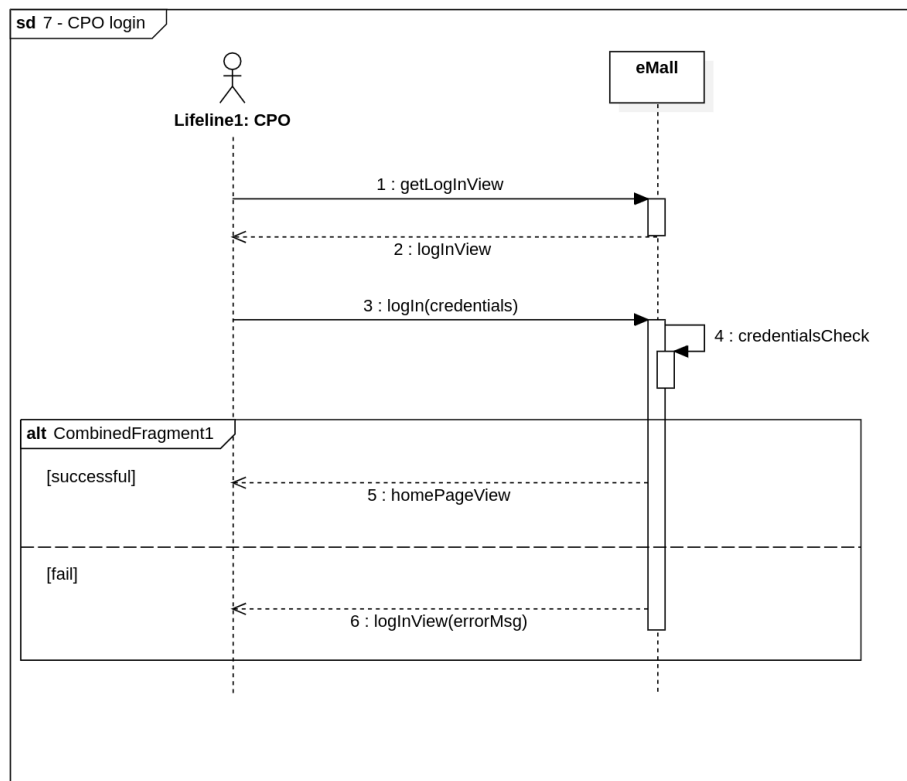 sd 7 - CPO login
eMall
Lifeline1: CPO
1 : getLogInView
2 : logInView
3 : logIn(credentials)
4 : credentialsCheck
alt CombinedFragment1
[successful]
5 : homePageView
[fail]
6 : logInView(errorMsg)